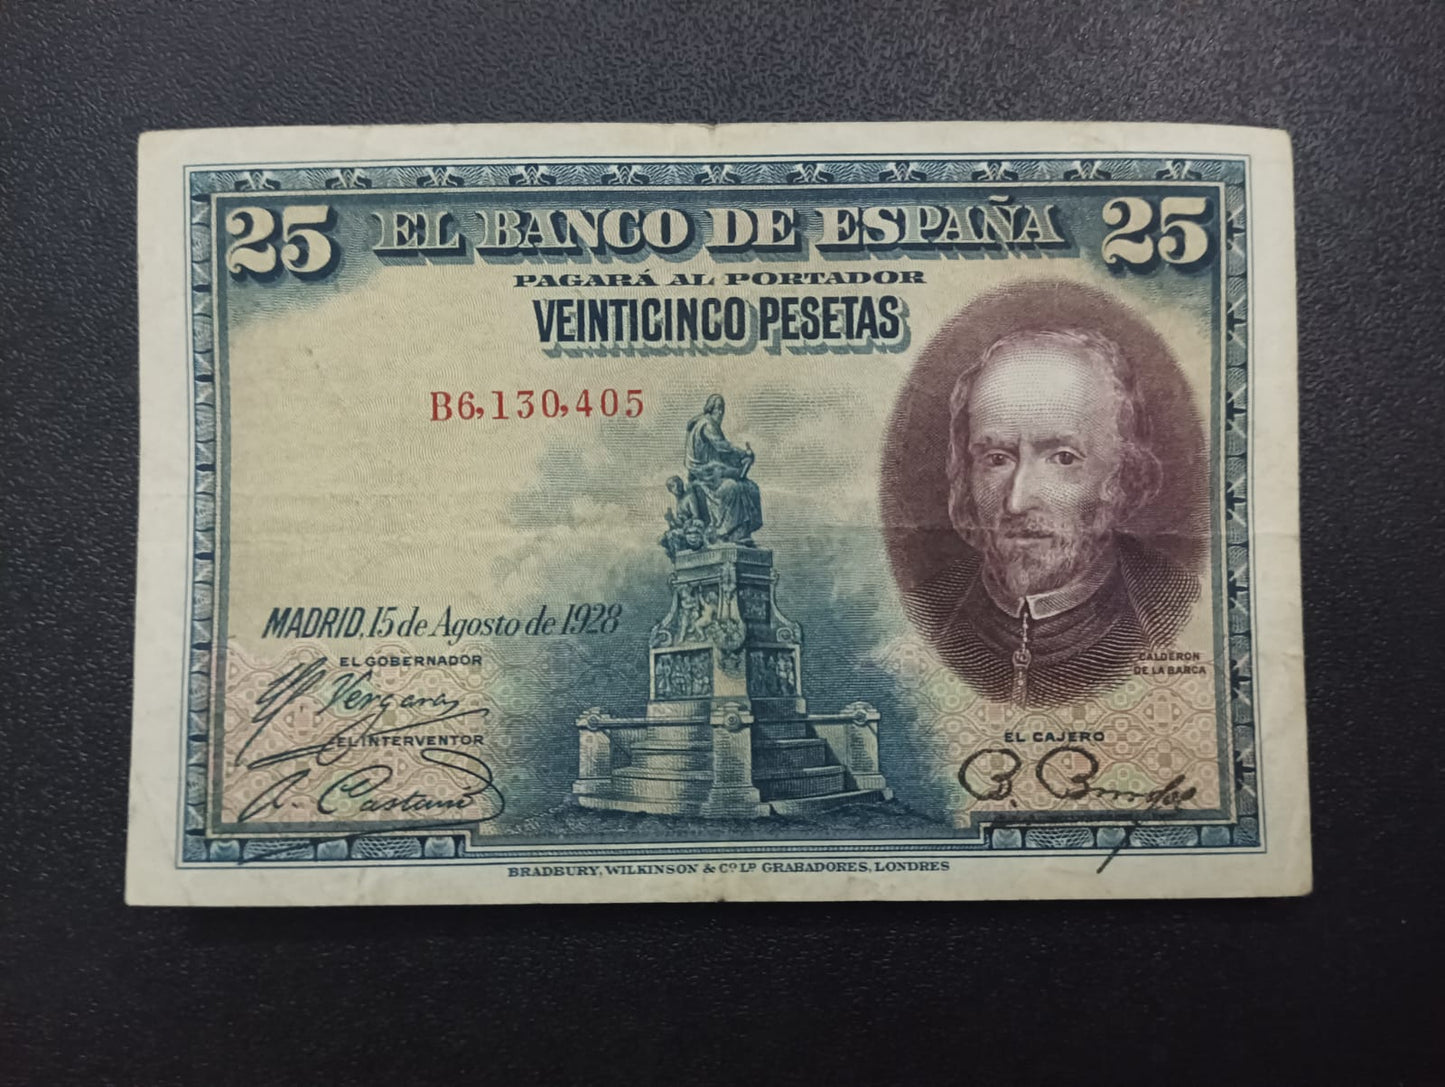 25 EL BANCO DE ESPAÑA 25
PAGARÁ AL PORTADOR
VEINTICINCO PESETAS
B6,130,405
MADRID, 15 de Agosto de 1928
EL GOBERNADOR
Vergara
CALDERON
DE LA BARCA
EL INTERVENTOR
EL CAJERO
BRADBURY, WILKINSON & Cº Lᴰ GRABADORES, LONDRES